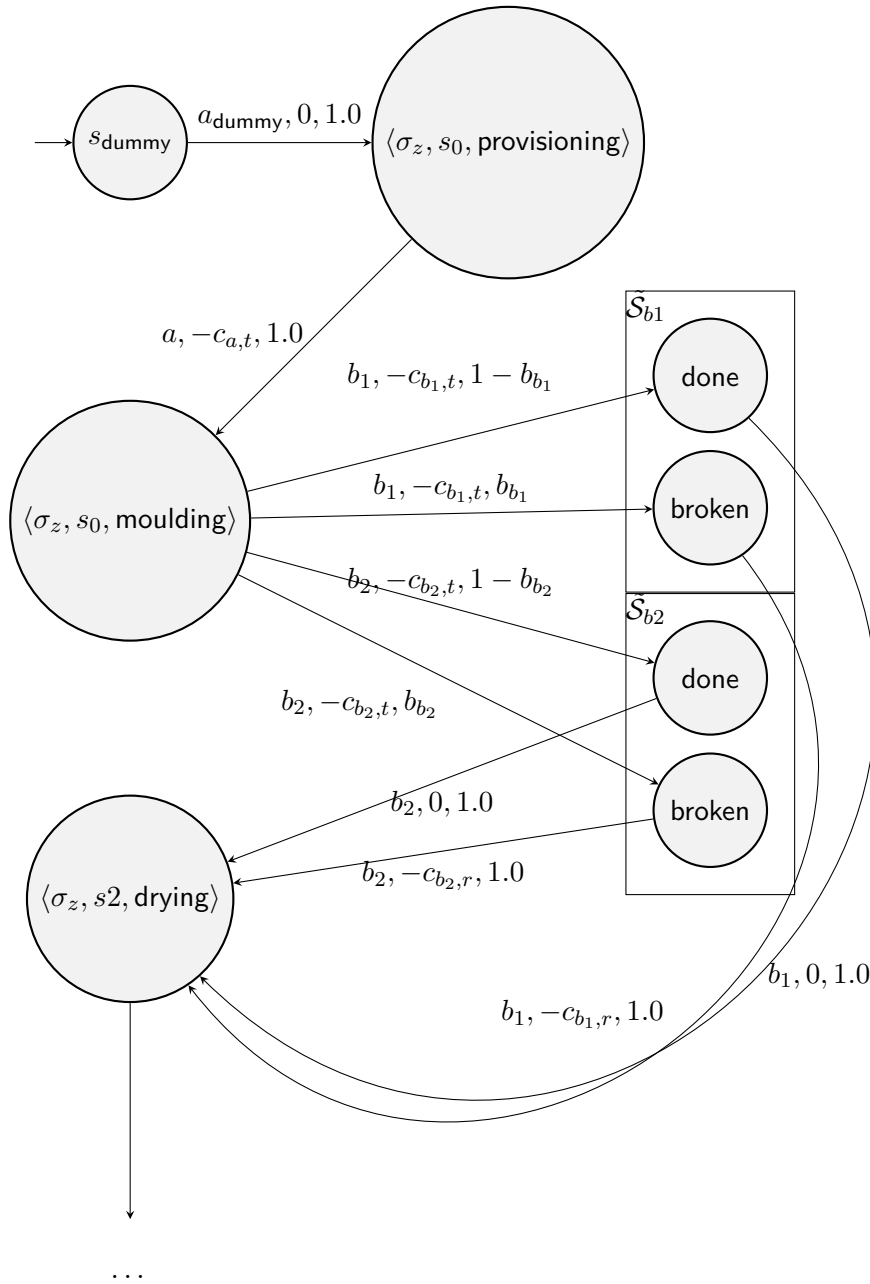 a_dummy, 0, 1.0
s_dummy
⟨σ_z, s_0, provisioning⟩
a, −c_{a,t}, 1.0
S̃_{b1}
done
b_1, −c_{b_1,t}, 1 − b_{b_1}
b_1, −c_{b_1,t}, b_{b_1}
broken
⟨σ_z, s_0, moulding⟩
b_2, −c_{b_2,t}, 1 − b_{b_2}
S̃_{b2}
done
b_2, −c_{b_2,t}, b_{b_2}
b_2, 0, 1.0
broken
b_2, −c_{b_2,r}, 1.0
⟨σ_z, s2, drying⟩
b_1, 0, 1.0
b_1, −c_{b_1,r}, 1.0
...